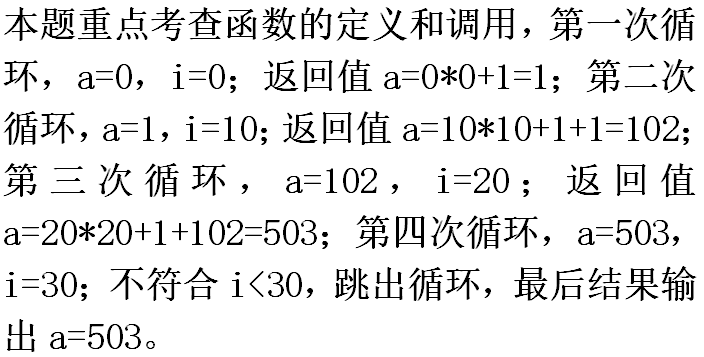 本题重点考查函数的定义和调用，第一次循
环，a=0，i=0；返回值a=0*0+1=1；第二次
循环，a=1，i=10；返回值a=10*10+1+1=102；
第三次循环，a=102，i=20；返回值
a=20*20+1+102=503；第四次循环，a=503，
i=30；不符合i<30，跳出循环，最后结果输
出a=503。